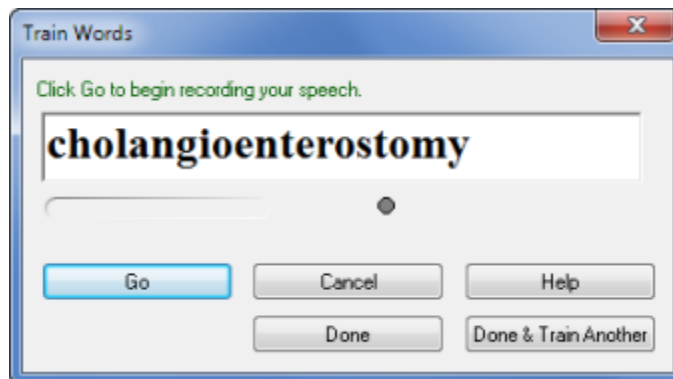 Train Words
Click Go to begin recording your speech.
cholangioenterostomy
Go Cancel Help
Done Done & Train Another